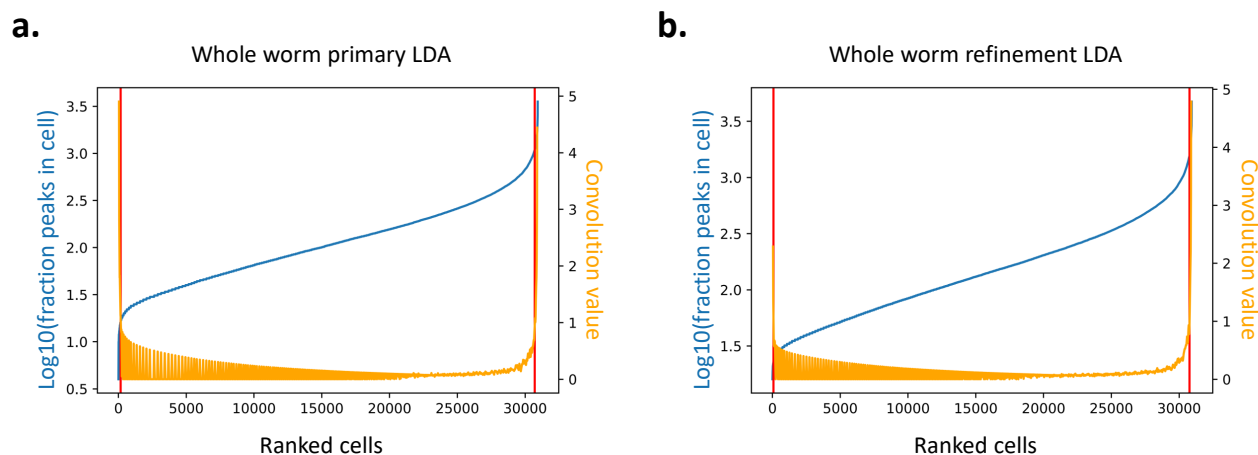 a.
Whole worm primary LDA
Log10(fraction peaks in cell)
3.5
3.0
2.5
2.0
1.5
1.0
0.5
5
4
3
2
1
0
Convolution value
0 5000 10000 15000 20000 25000 30000
Ranked cells
b.
Whole worm refinement LDA
Log10(fraction peaks in cell)
3.5
3.0
2.5
2.0
1.5
5
4
3
2
1
0
Convolution value
0 5000 10000 15000 20000 25000 30000
Ranked cells